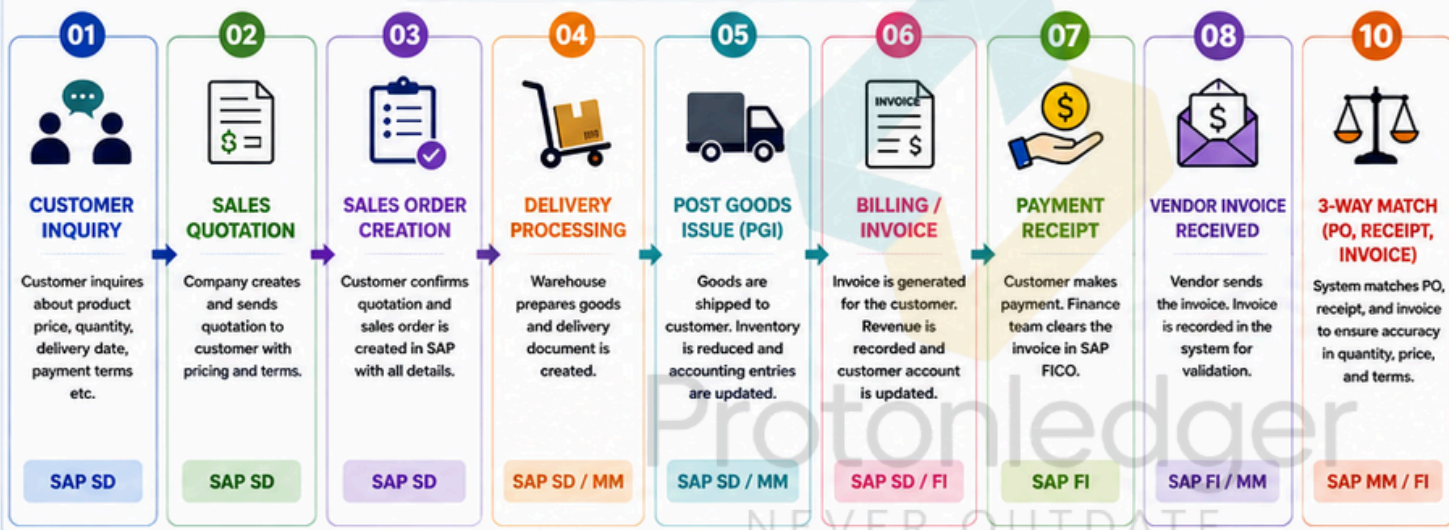 01
CUSTOMER
INQUIRY
Customer inquires
about product
price, quantity,
delivery date,
payment terms
etc.
SAP SD
02
$
SALES
QUOTATION
Company creates
and sends
quotation to
customer with
pricing and terms.
SAP SD
03
SALES ORDER
CREATION
Customer confirms
quotation and
sales order is
created in SAP
with all details.
SAP SD
04
DELIVERY
PROCESSING
Warehouse
prepares goods
and delivery
document is
created.
SAP SD / MM
05
POST GOODS
ISSUE (PGI)
Goods are
shipped to
customer. Inventory
is reduced and
accounting entries
are updated.
SAP SD / MM
06
INVOICE
$
BILLING /
INVOICE
Invoice is generated
for the customer.
Revenue is
recorded and
customer account
is updated.
SAP SD / FI
07
$
PAYMENT
RECEIPT
Customer makes
payment. Finance
team clears the
invoice in SAP
FICO.
SAP FI
08
$
VENDOR INVOICE
RECEIVED
Vendor sends
the invoice. Invoice
is recorded in the
system for
validation.
SAP FI / MM
10
3-WAY MATCH
(PO, RECEIPT,
INVOICE)
System matches PO,
receipt, and invoice
to ensure accuracy
in quantity, price,
and terms.
SAP MM / FI
Protonledger
NEVER OUTDATE